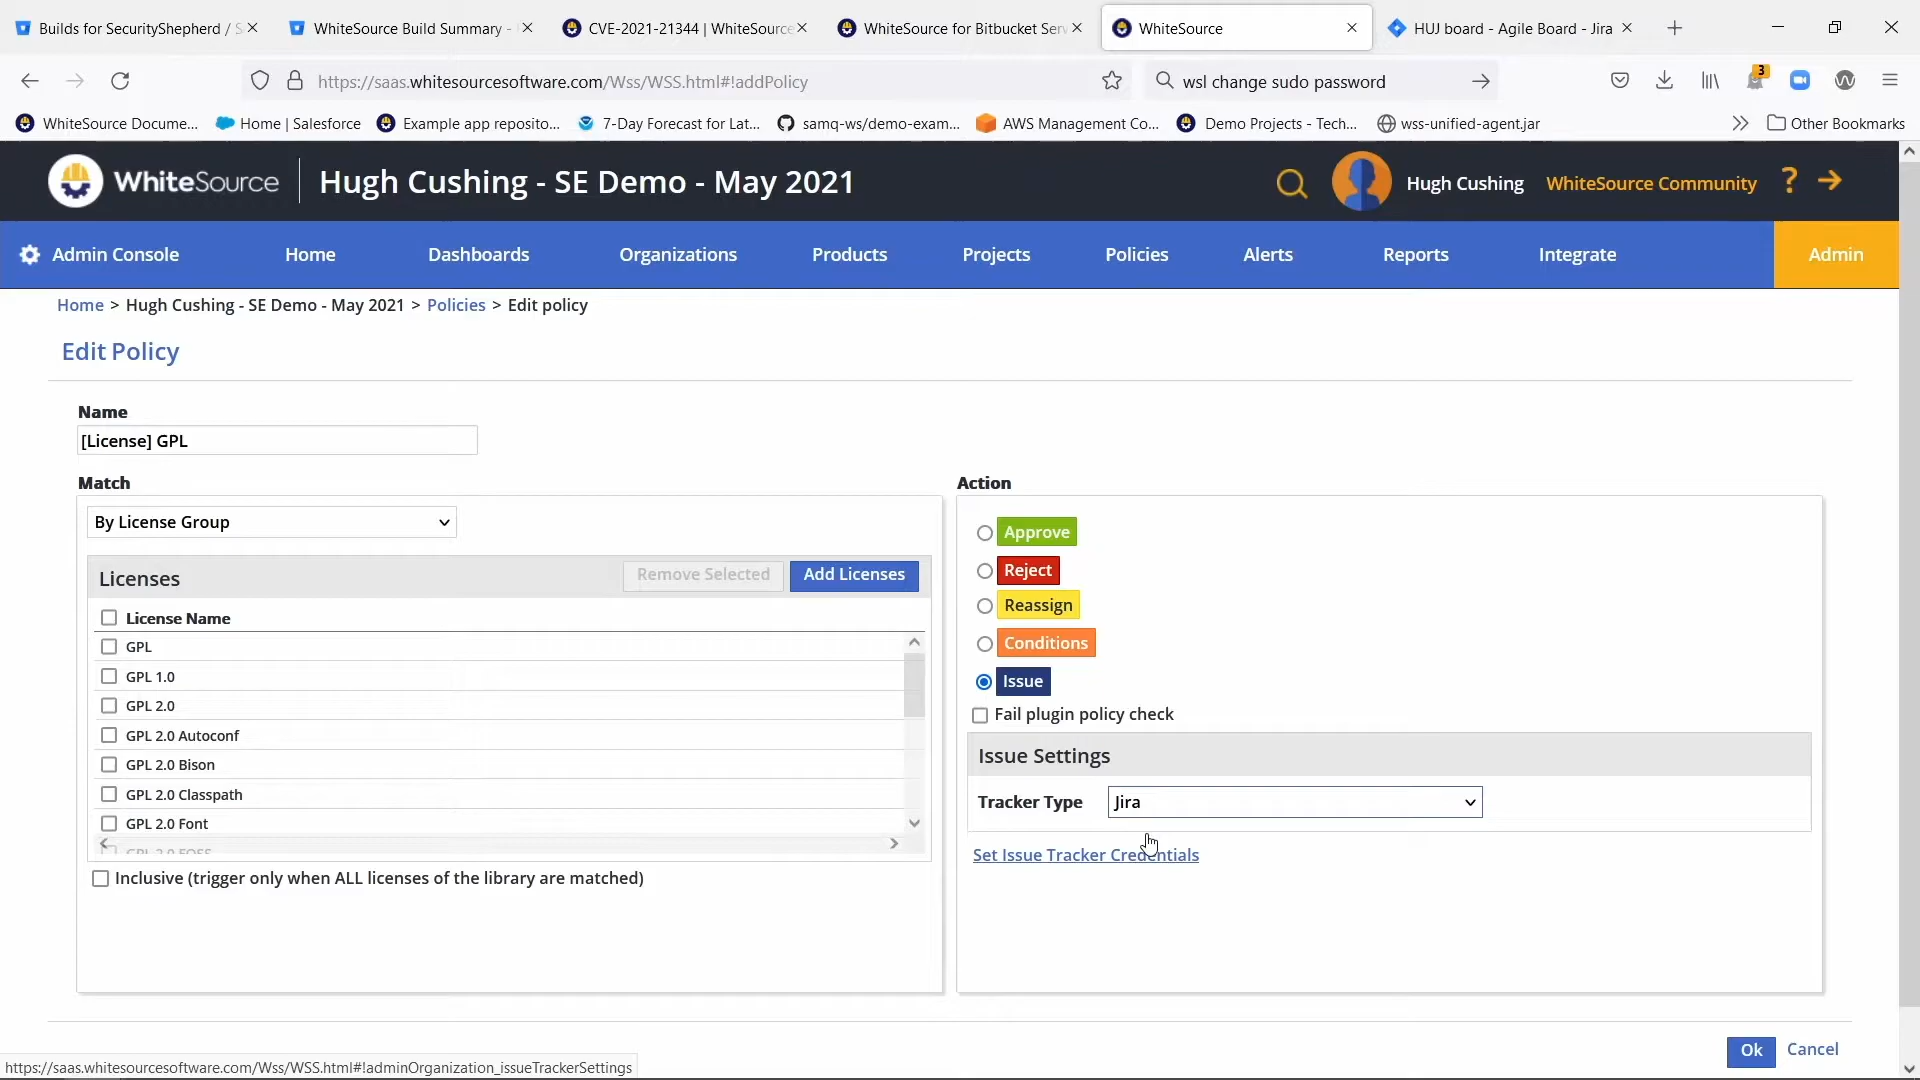 Builds for SecurityShepherd / S
WhiteSource Build Summary -
CVE-2021-21344 | WhiteSource
WhiteSource for Bitbucket Serv
WhiteSource
HUJ board - Agile Board - Jira
https://saas.whitesourcesoftware.com/Wss/WSS.html#!addPolicy
wsl change sudo password
3
WhiteSource Docume...
Home | Salesforce
Example app reposito...
7-Day Forecast for Lat...
samq-ws/demo-exam...
AWS Management Co...
Demo Projects - Tech...
wss-unified-agent.jar
Other Bookmarks
WhiteSource
Hugh Cushing - SE Demo - May 2021
Hugh Cushing
WhiteSource Community
?
Admin Console
Home
Dashboards
Organizations
Products
Projects
Policies
Alerts
Reports
Integrate
Admin
Home > Hugh Cushing - SE Demo - May 2021 > Policies > Edit policy
Edit Policy
Name
[License] GPL
Match
By License Group
Licenses
Remove Selected
Add Licenses
License Name
GPL
GPL 1.0
GPL 2.0
GPL 2.0 Autoconf
GPL 2.0 Bison
GPL 2.0 Classpath
GPL 2.0 Font
GPL 2.0 FOSS
Inclusive (trigger only when ALL licenses of the library are matched)
Action
Approve
Reject
Reassign
Conditions
Issue
Fail plugin policy check
Issue Settings
Tracker Type
Jira
Set Issue Tracker Credentials
Ok
Cancel
https://saas.whitesourcesoftware.com/Wss/WSS.html#!adminOrganization_issueTrackerSettings